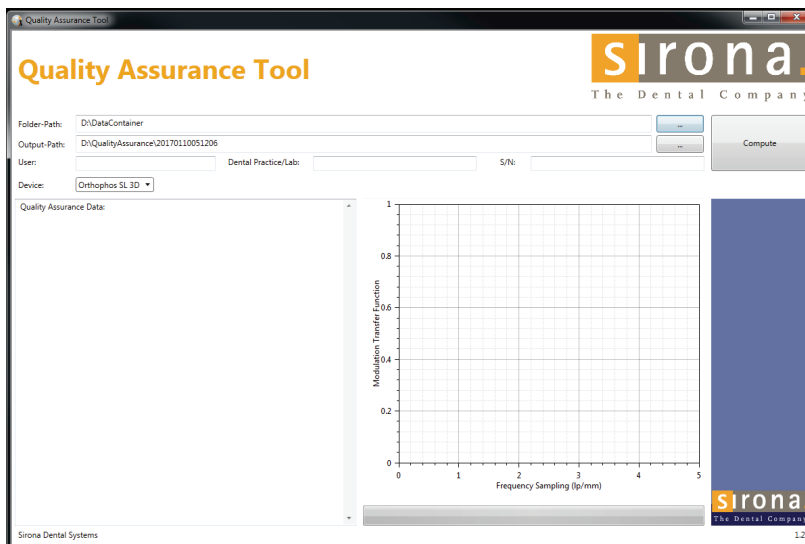 Quality Assurance Tool
Quality Assurance Tool
sirona.
The Dental Company
Folder-Path: D:\DataContainer ...
Output-Path: D:\QualityAssurance\20170110051206 ...
Compute
User: Dental Practice/Lab: S/N:
Device: Orthophos SL 3D
Quality Assurance Data:
1
0.8
0.6
0.4
0.2
0
Modulation Transfer Function
0 1 2 3 4 5
Frequency Sampling (lp/mm)
sirona
The Dental Company
Sirona Dental Systems 1.2